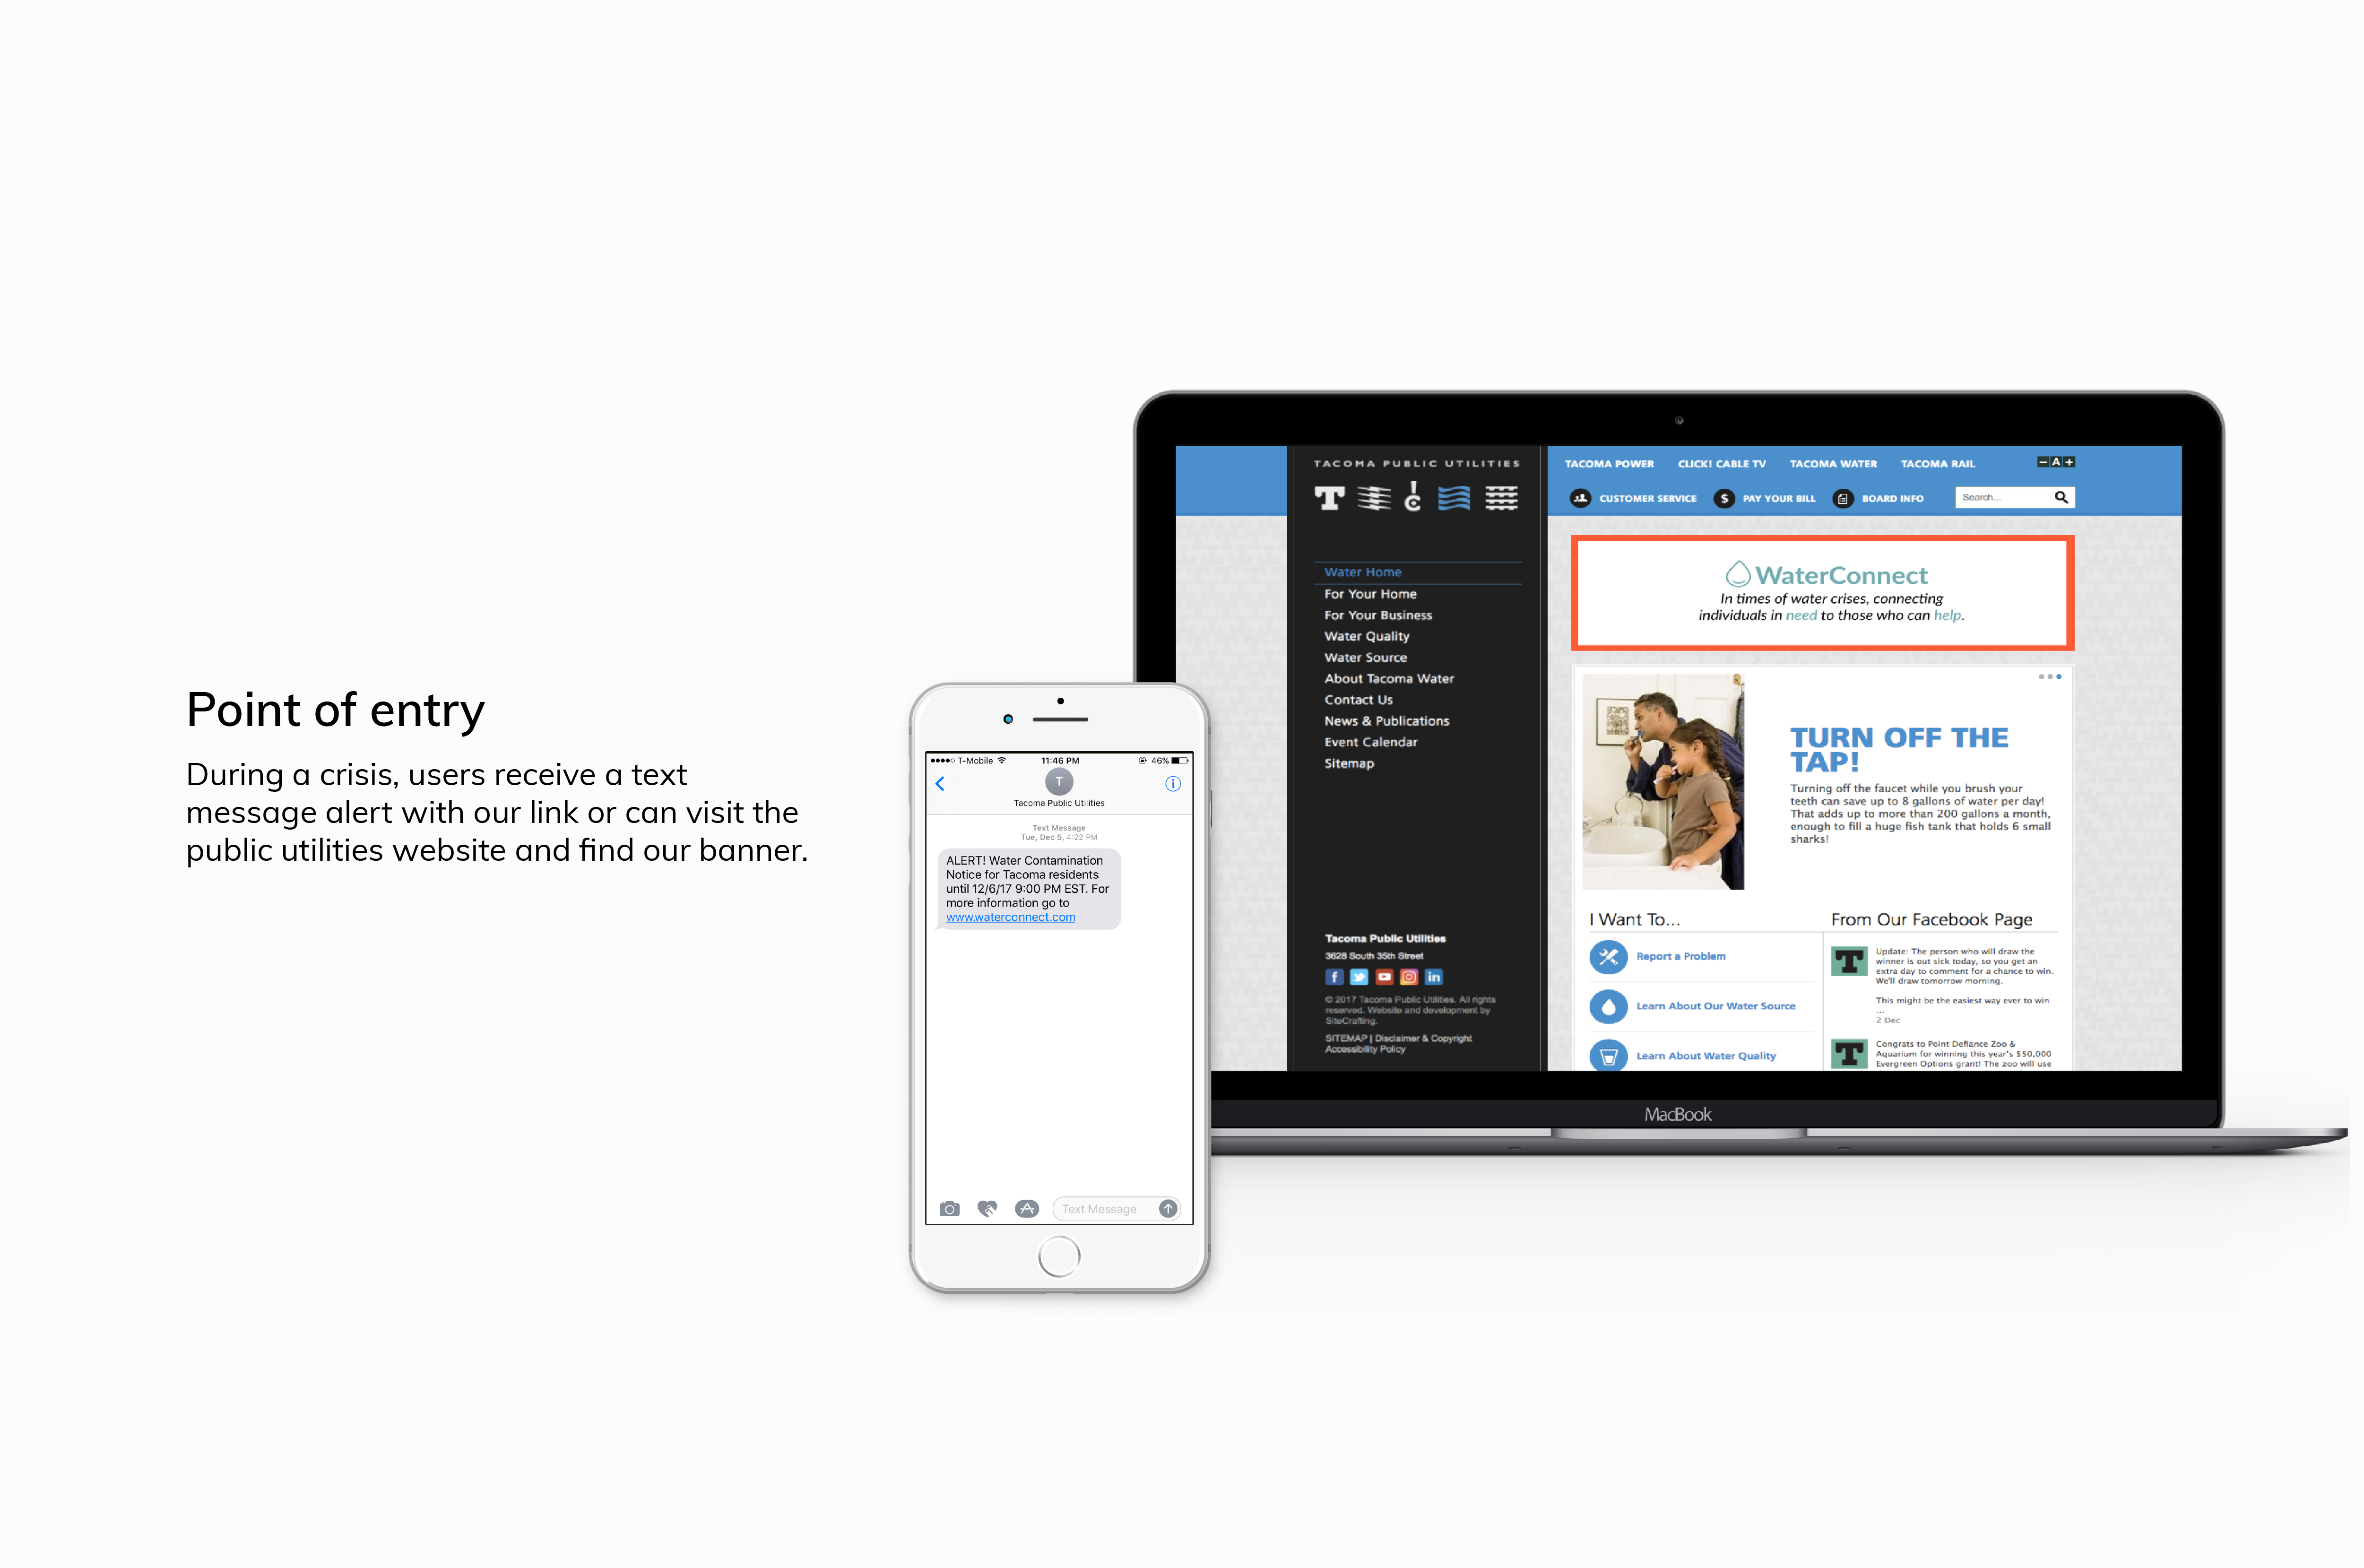 Point of entry
During a crisis, users receive a text
message alert with our link or can visit the
public utilities website and find our banner.
T-Mobile
11:46 PM
46%
T
Tacoma Public Utilities
Text Message
Tue, Dec 5, 4:22 PM
ALERT! Water Contamination
Notice for Tacoma residents
until 12/6/17 9:00 PM EST. For
more information go to
www.waterconnect.com
Text Message
TACOMA PUBLIC UTILITIES
Water Home
For Your Home
For Your Business
Water Quality
Water Source
About Tacoma Water
Contact Us
News & Publications
Event Calendar
Sitemap
Tacoma Public Utilities
3628 South 35th Street
© 2017 Tacoma Public Utilities. All rights
reserved. Website and development by
SiteCrafting.
SITEMAP | Disclaimer & Copyright
Accessibility Policy
TACOMA POWER CLICK! CABLE TV TACOMA WATER TACOMA RAIL
− A +
CUSTOMER SERVICE $ PAY YOUR BILL BOARD INFO
Search...
WaterConnect
In times of water crises, connecting
individuals in need to those who can help.
TURN OFF THE
TAP!
Turning off the faucet while you brush your
teeth can save up to 8 gallons of water per day!
That adds up to more than 200 gallons a month,
enough to fill a huge fish tank that holds 6 small
sharks!
I Want To...
Report a Problem
Learn About Our Water Source
Learn About Water Quality
From Our Facebook Page
Update: The person who will draw the
winner is out sick today, so you get an
extra day to comment for a chance to win.
We'll draw tomorrow morning.
This might be the easiest way ever to win
...
2 Dec
Congrats to Point Defiance Zoo &
Aquarium for winning this year's $50,000
Evergreen Options grant! The zoo will use
MacBook